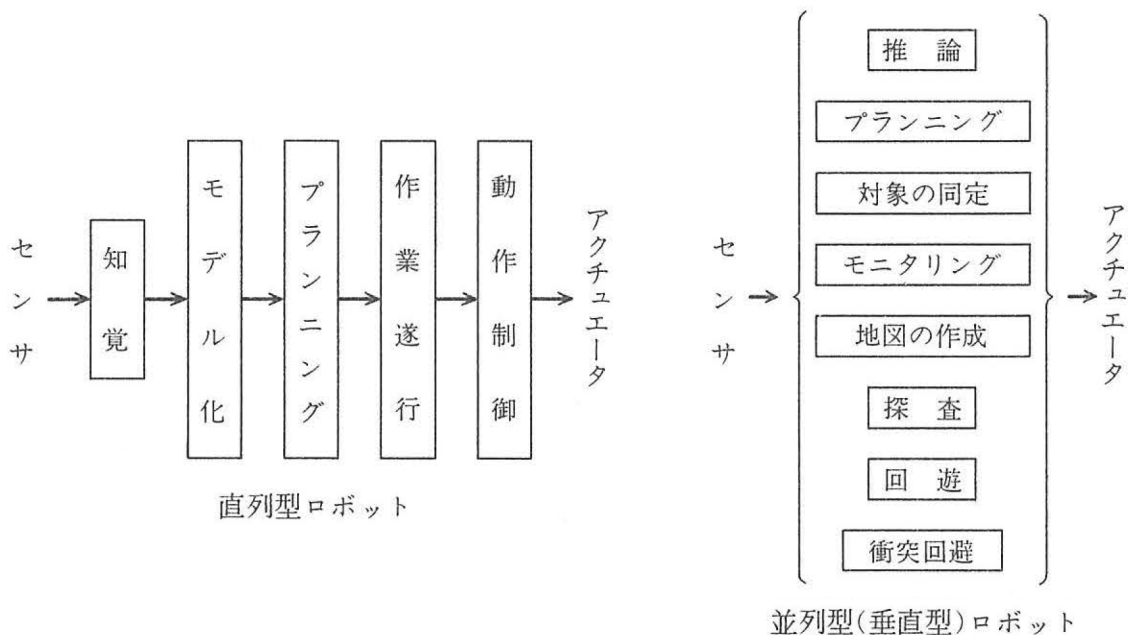 センサ
知覚
モデル化
プランニング
作業遂行
動作制御
アクチュエータ
直列型ロボット
センサ
推論
プランニング
対象の同定
モニタリング
地図の作成
探査
回遊
衝突回避
アクチュエータ
並列型(垂直型)ロボット